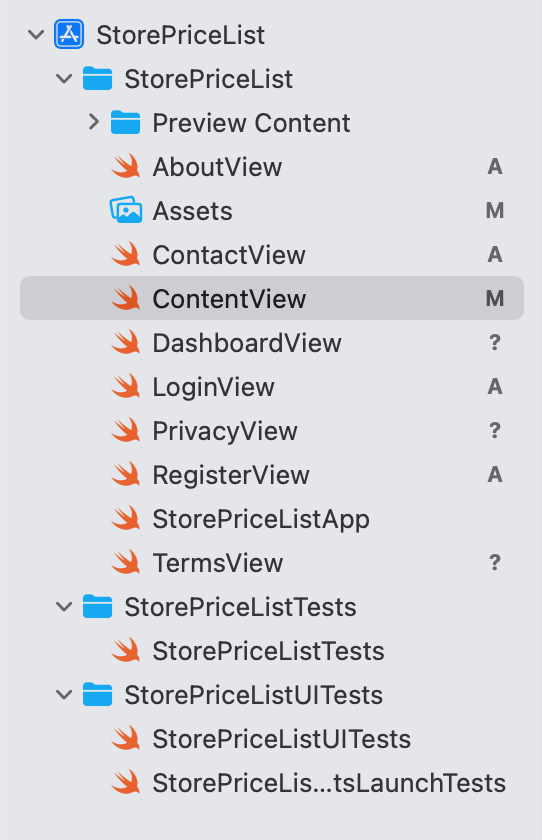 StorePriceList
StorePriceList
Preview Content
AboutView A
Assets M
ContactView A
ContentView M
DashboardView ?
LoginView A
PrivacyView ?
RegisterView A
StorePriceListApp
TermsView ?
StorePriceListTests
StorePriceListTests
StorePriceListUITests
StorePriceListUITests
StorePriceLis...tsLaunchTests